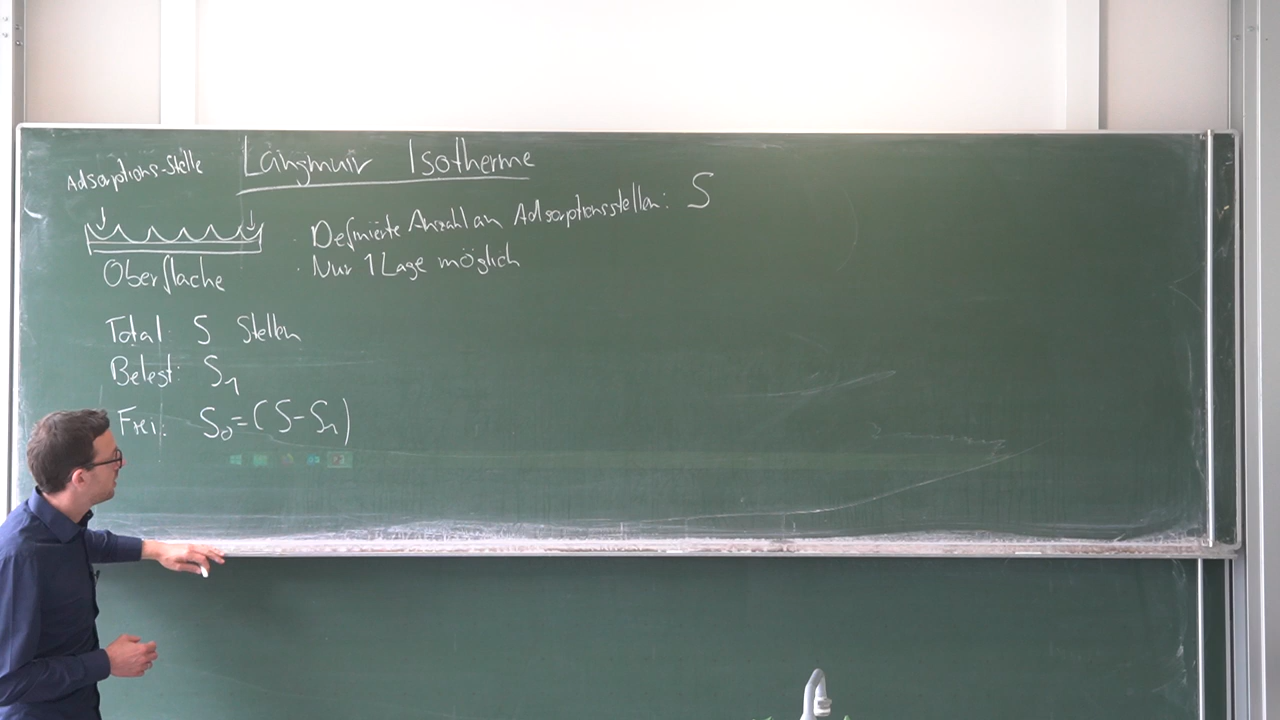 Langmuir Isotherme
Adsorptions-Stelle
Oberfläche
· Definierte Anzahl an Adsorptionsstellen: S
· Nur 1 Lage möglich
Total: S Stellen
Belegt: S₁
Frei: S₀=(S-S₁)